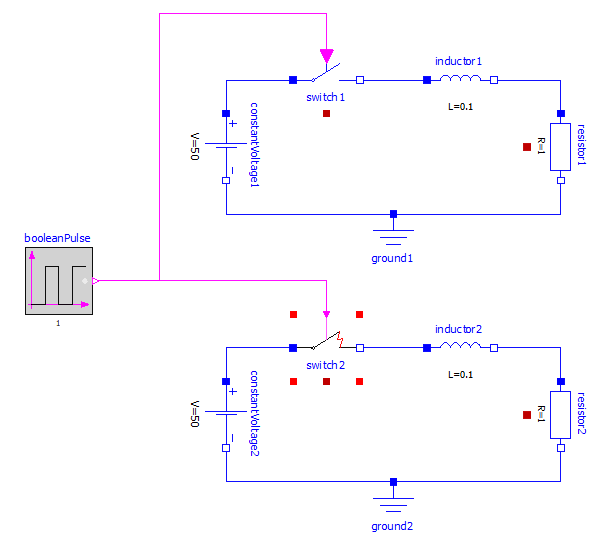 inductor1
switch1
L=0.1
constantVoltage1
V=50
+
−
resistor1
R=1
ground1
booleanPulse
1
inductor2
switch2
L=0.1
constantVoltage2
V=50
+
−
resistor2
R=1
ground2